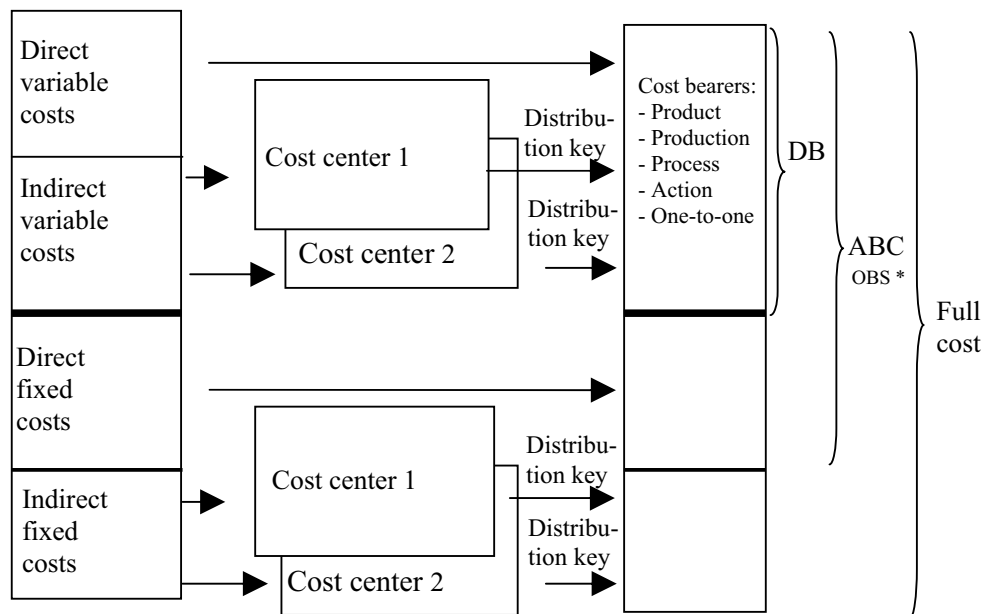 Direct
variable
costs
Indirect
variable
costs
Direct
fixed
costs
Indirect
fixed
costs
Cost center 1
Cost center 2
Distribu-
tion key
Distribu-
tion key
Cost center 1
Cost center 2
Distribu-
tion key
Distribu-
tion key
Cost bearers:
- Product
- Production
- Process
- Action
- One-to-one
DB
ABC
OBS *
Full
cost